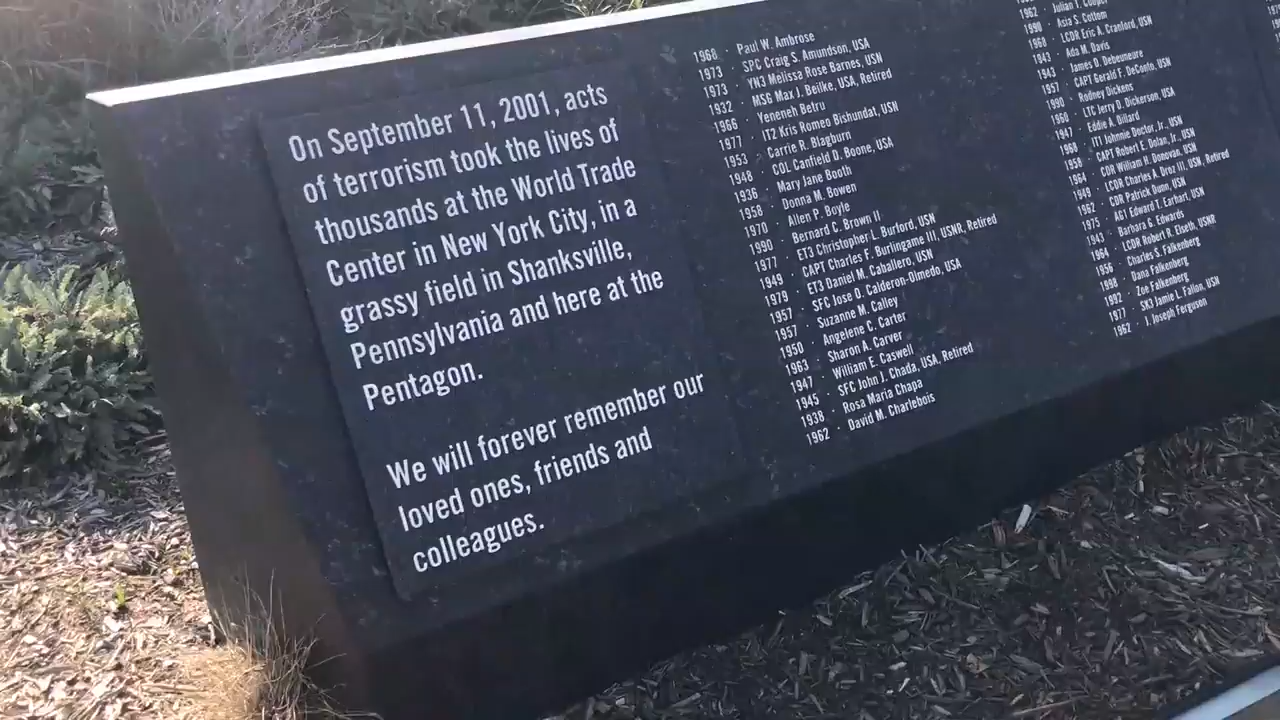 On September 11, 2001, acts
of terrorism took the lives of
thousands at the World Trade
Center in New York City, in a
grassy field in Shanksville,
Pennsylvania and here at the
Pentagon.
We will forever remember our
loved ones, friends and
colleagues.
1968 · Paul W. Ambrose
1973 · SPC Craig S. Amundson, USA
1973 · YN3 Melissa Rose Barnes, USN
1932 · MSG Max J. Beilke, USA, Retired
1966 · Yeneneh Betru
1977 · IT2 Kris Romeo Bishundat, USN
1953 · Carrie R. Blagburn
1948 · COL Canfield D. Boone, USA
1936 · Mary Jane Booth
1958 · Donna M. Bowen
1970 · Allen P. Boyle
1990 · Bernard C. Brown II
1977 · ET3 Christopher L. Burford, USN
1949 · CAPT Charles F. Burlingame III, USNR, Retired
1979 · ET3 Daniel M. Caballero, USN
1957 · SFC Jose O. Calderon-Olmedo, USA
1957 · Suzanne M. Calley
1950 · Angelene C. Carter
1963 · Sharon A. Carver
1947 · William E. Caswell
1945 · SFC John J. Chada, USA, Retired
1938 · Rosa Maria Chapa
1962 · David M. Charlebois
1962 · Julian T. Cooper
1990 · Asia S. Cottom
1968 · LCDR Eric A. Cranford, USN
1943 · Ada M. Davis
1943 · James D. Debeuneure
1957 · CAPT Gerald F. DeConto, USN
1990 · Rodney Dickens
1960 · LTC Jerry D. Dickerson, USA
1947 · Eddie A. Dillard
1969 · IT1 Johnnie Doctor, Jr., USN
1958 · CAPT Robert E. Dolan, Jr., USN
1964 · CDR William H. Donovan, USN
1949 · LCDR Charles A. Droz III, USN, Retired
1962 · CDR Patrick Dunn, USN
1975 · AG1 Edward T. Earhart, USN
1943 · Barbara G. Edwards
1964 · LCDR Robert R. Elseth, USNR
1956 · Charles S. Falkenberg
1998 · Dana Falkenberg
1992 · Zoe Falkenberg
1977 · SK3 Jamie L. Fallon, USN
1962 · J. Joseph Ferguson